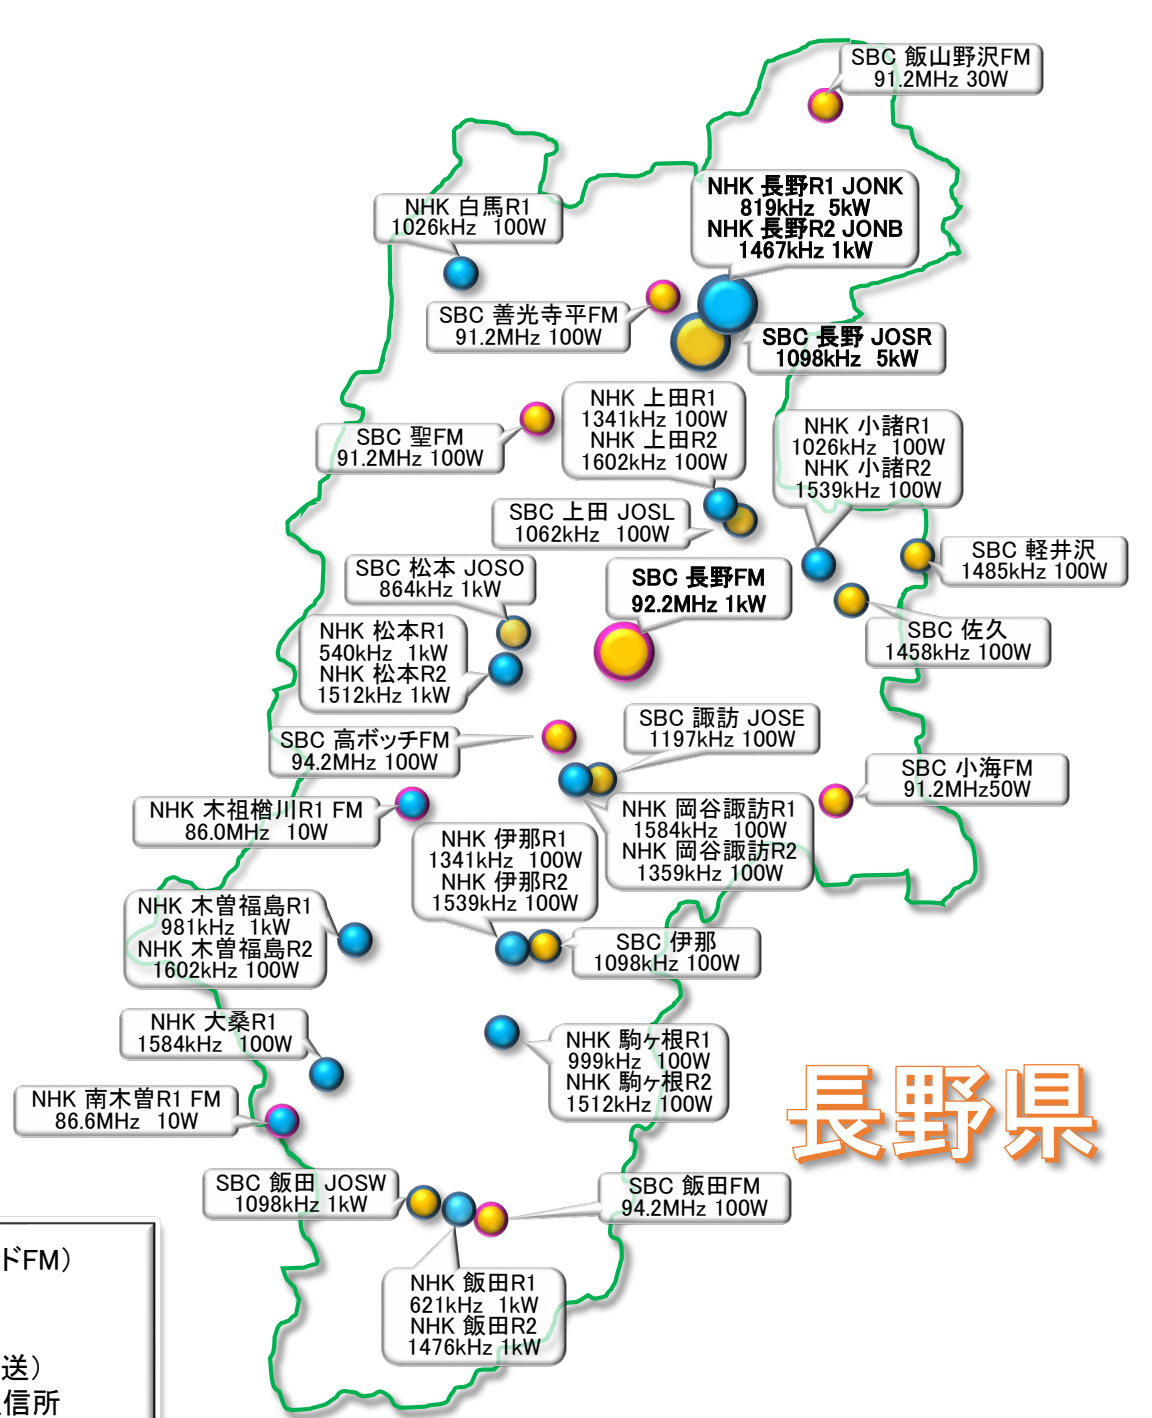 SBC 飯山野沢FM
91.2MHz 30W
NHK 長野R1 JONK
819kHz 5kW
NHK 長野R2 JONB
1467kHz 1kW
NHK 白馬R1
1026kHz 100W
SBC 善光寺平FM
91.2MHz 100W
SBC 長野 JOSR
1098kHz 5kW
NHK 上田R1
1341kHz 100W
NHK 上田R2
1602kHz 100W
NHK 小諸R1
1026kHz 100W
NHK 小諸R2
1539kHz 100W
SBC 聖FM
91.2MHz 100W
SBC 上田 JOSL
1062kHz 100W
SBC 軽井沢
1485kHz 100W
SBC 松本 JOSO
864kHz 1kW
SBC 長野FM
92.2MHz 1kW
NHK 松本R1
540kHz 1kW
NHK 松本R2
1512kHz 1kW
SBC 佐久
1458kHz 100W
SBC 高ボッチFM
94.2MHz 100W
SBC 諏訪 JOSE
1197kHz 100W
SBC 小海FM
91.2MHz50W
NHK 木祖楢川R1 FM
86.0MHz 10W
NHK 岡谷諏訪R1
1584kHz 100W
NHK 岡谷諏訪R2
1359kHz 100W
NHK 伊那R1
1341kHz 100W
NHK 伊那R2
1539kHz 100W
NHK 木曽福島R1
981kHz 1kW
NHK 木曽福島R2
1602kHz 100W
SBC 伊那
1098kHz 100W
NHK 大桑R1
1584kHz 100W
NHK 駒ヶ根R1
999kHz 100W
NHK 駒ヶ根R2
1512kHz 100W
NHK 南木曽R1 FM
86.6MHz 10W
長野県
SBC 飯田 JOSW
1098kHz 1kW
SBC 飯田FM
94.2MHz 100W
NHK 飯田R1
621kHz 1kW
NHK 飯田R2
1476kHz 1kW
ドFM)
送)
信所